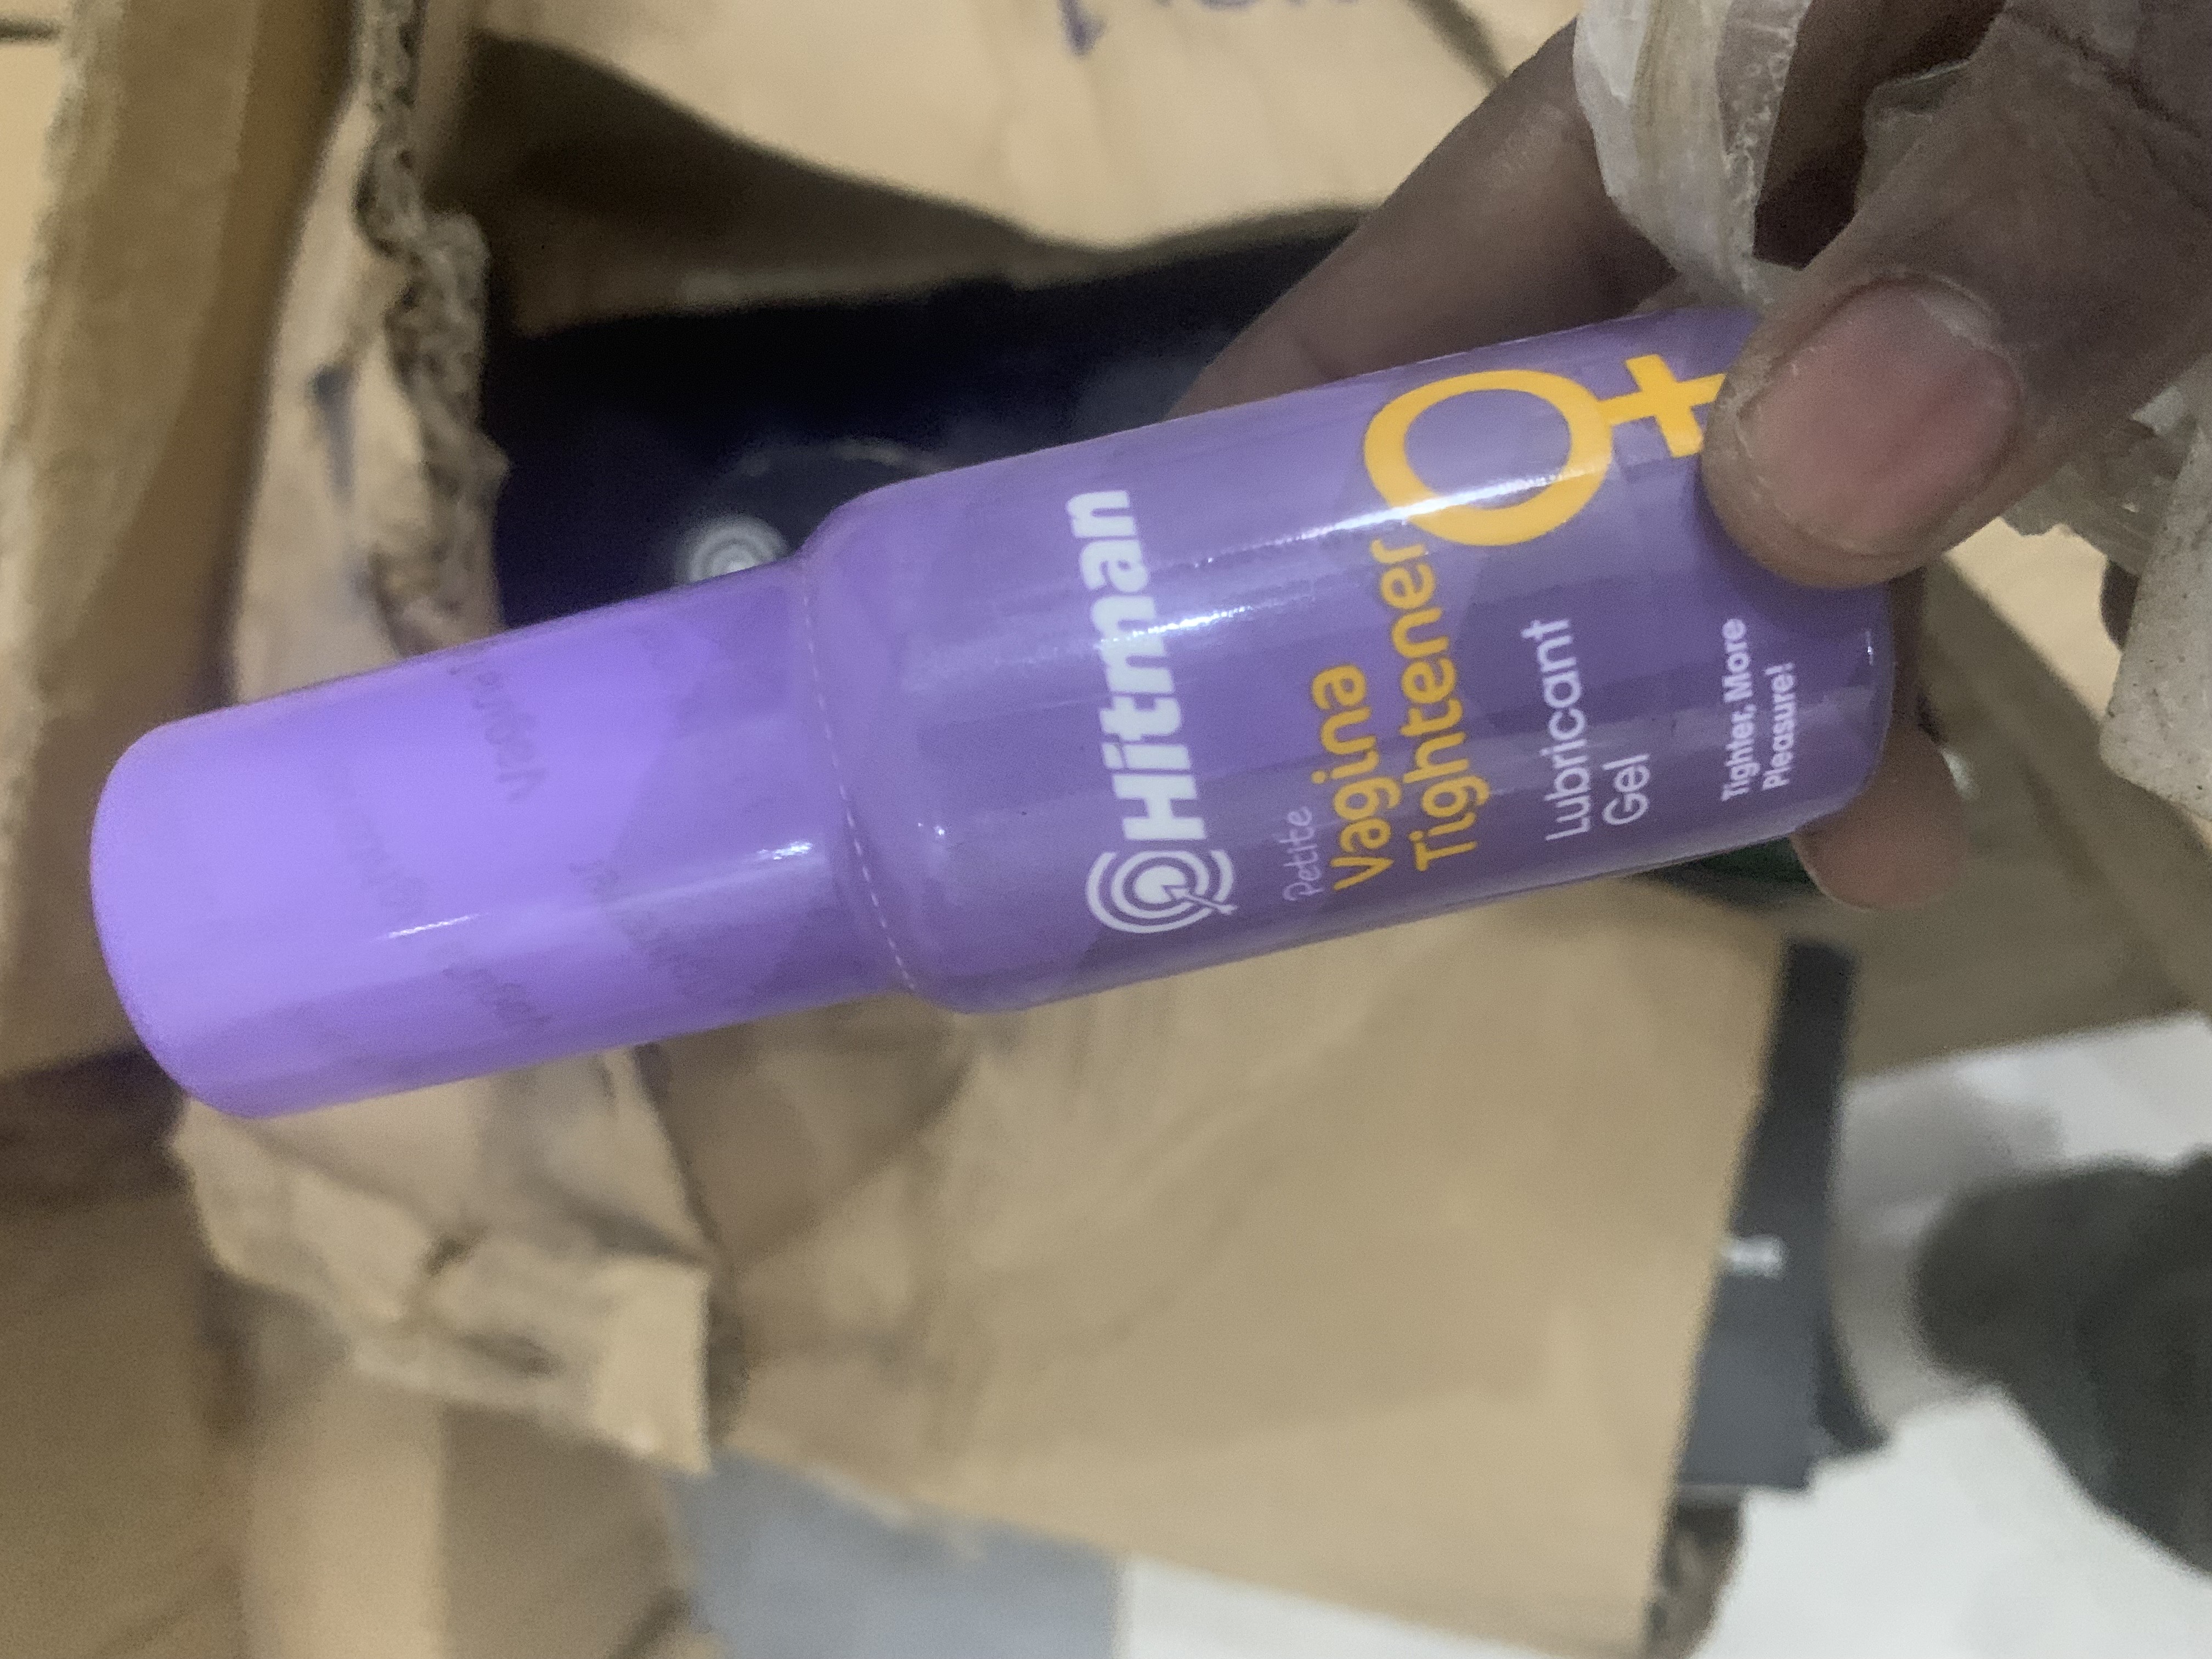 Hitman
Petite
Vagina
Tightener
Lubricant
Gel
Tighter, More
Pleasure!